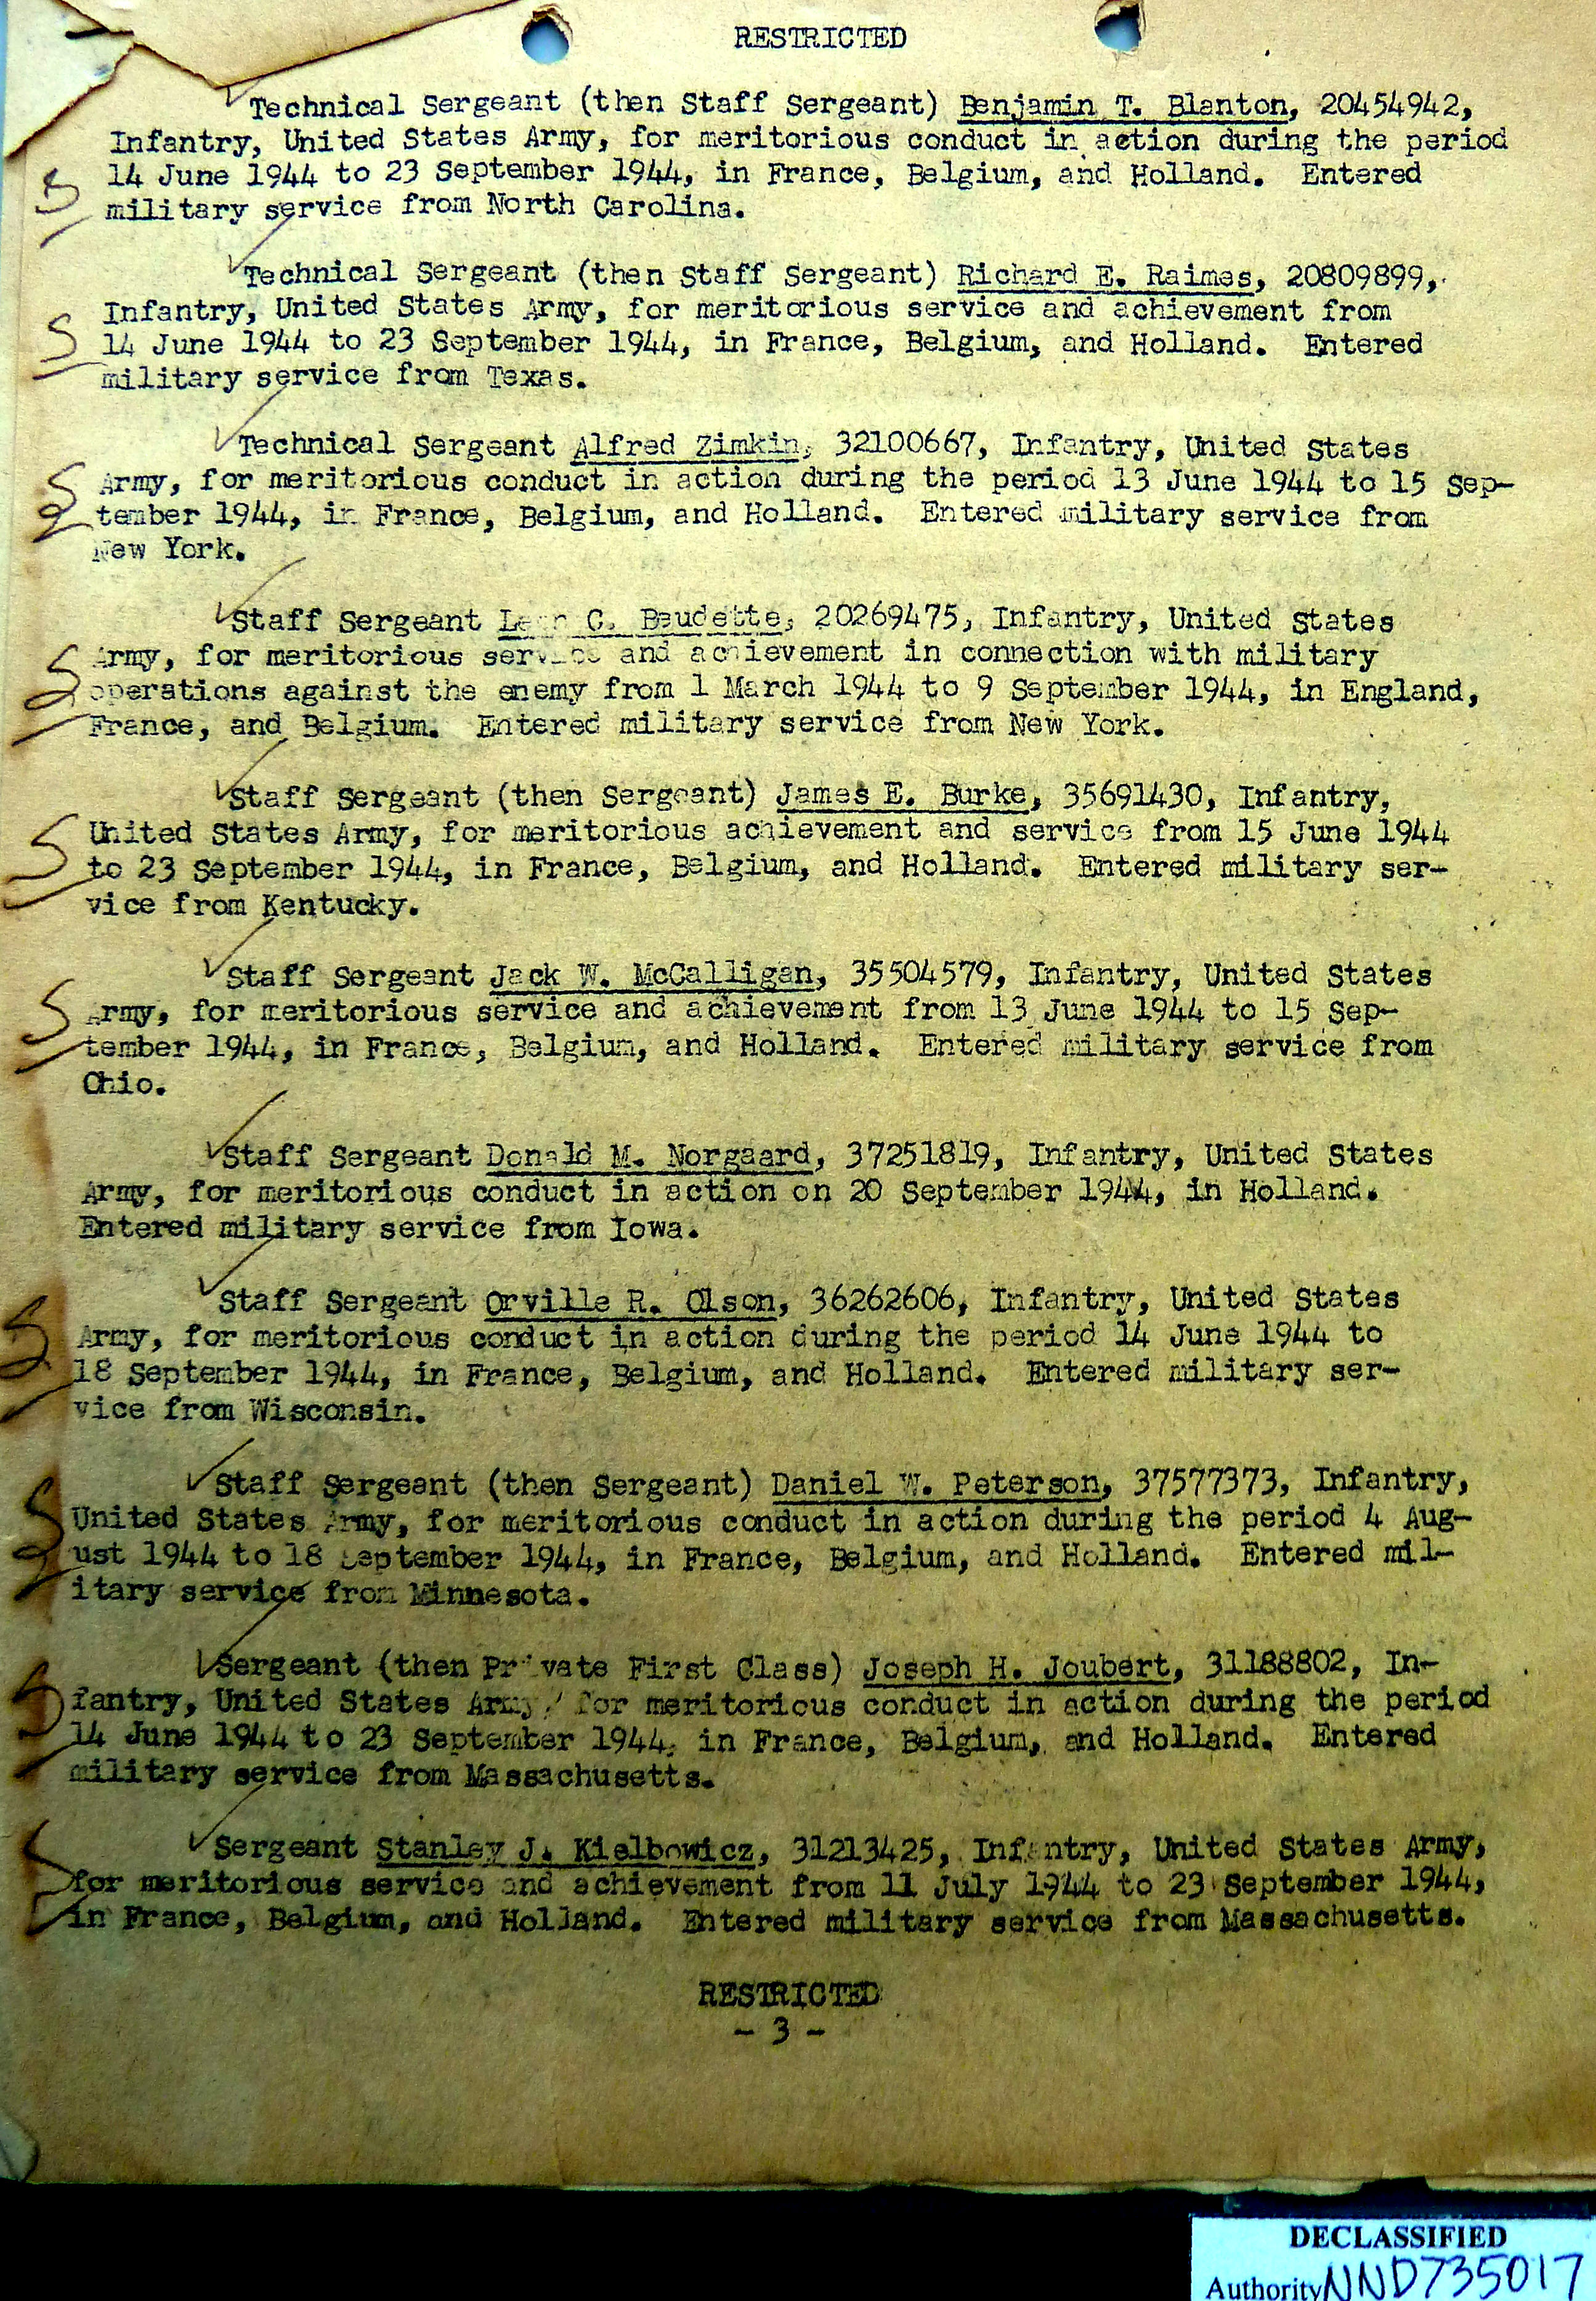 RESTRICTED
Technical Sergeant (then Staff Sergeant) Benjamin T. Blanton, 20454942,
Infantry, United States Army, for meritorious conduct in action during the period
14 June 1944 to 23 September 1944, in France, Belgium, and Holland. Entered
military service from North Carolina.
Technical Sergeant (then Staff Sergeant) Richard E. Raimes, 20809899,
Infantry, United States Army, for meritorious service and achievement from
14 June 1944 to 23 September 1944, in France, Belgium, and Holland. Entered
military service from Texas.
Technical Sergeant Alfred Zimkin, 32100667, Infantry, United States
Army, for meritorious conduct in action during the period 13 June 1944 to 15 Sep-
tember 1944, in France, Belgium, and Holland. Entered military service from
New York.
Staff Sergeant C. Beudette, 20269475, Infantry, United States
Army, for meritorious service and achievement in connection with military
operations against the enemy from 1 March 1944 to 9 September 1944, in England,
France, and Belgium. Entered military service from New York.
Staff Sergeant (then Sergeant) James E. Burke, 35691430, Infantry,
United States Army, for meritorious achievement and service from 15 June 1944
to 23 September 1944, in France, Belgium, and Holland. Entered military ser-
vice from Kentucky.
Staff Sergeant Jack W. McCalligan, 35504579, Infantry, United States
Army, for meritorious service and achievement from 13 June 1944 to 15 Sep-
tember 1944, in France, Belgium, and Holland. Entered military service from
Ohio.
Staff Sergeant Donald M. Norgaard, 37251819, Infantry, United States
Army, for meritorious conduct in action on 20 September 1944, in Holland.
Entered military service from Iowa.
Staff Sergeant Orville R. Olson, 36262606, Infantry, United States
Army, for meritorious conduct in action during the period 14 June 1944 to
18 September 1944, in France, Belgium, and Holland. Entered military ser-
vice from Wisconsin.
Staff Sergeant (then Sergeant) Daniel W. Peterson, 37577373, Infantry,
United States Army, for meritorious conduct in action during the period 4 Aug-
ust 1944 to 18 September 1944, in France, Belgium, and Holland. Entered mil-
itary service from Minnesota.
Sergeant (then Private First Class) Joseph H. Joubert, 31188802, In-
fantry, United States Army, for meritorious conduct in action during the period
14 June 1944 to 23 September 1944, in France, Belgium, and Holland. Entered
military service from Massachusetts.
Sergeant Stanley J. Kielbowicz, 31213425, Infantry, United States Army,
for meritorious service and achievement from 11 July 1944 to 23 September 1944,
in France, Belgium, and Holland. Entered military service from Massachusetts.
RESTRICTED
- 3 -
DECLASSIFIED
Authority NND735017